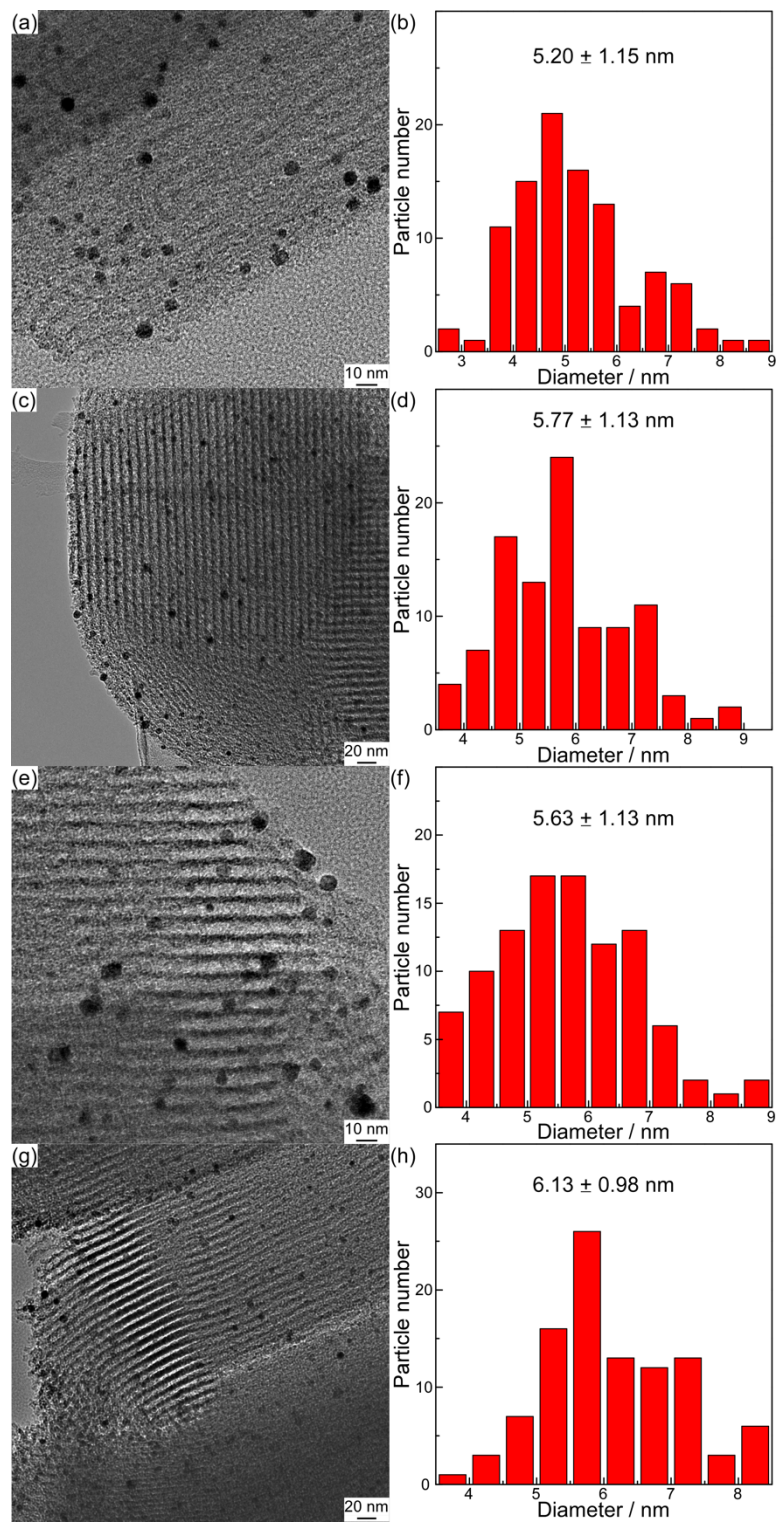 (a)
10 nm
(b)
5.20 ± 1.15 nm
Particle number
20
10
0
3 4 5 6 7 8 9
Diameter / nm
(c)
20 nm
(d)
5.77 ± 1.13 nm
Particle number
20
10
0
4 5 6 7 8 9
Diameter / nm
(e)
10 nm
(f)
5.63 ± 1.13 nm
Particle number
20
15
10
5
0
4 5 6 7 8 9
Diameter / nm
(g)
20 nm
(h)
6.13 ± 0.98 nm
Particle number
30
20
10
0
4 5 6 7 8
Diameter / nm